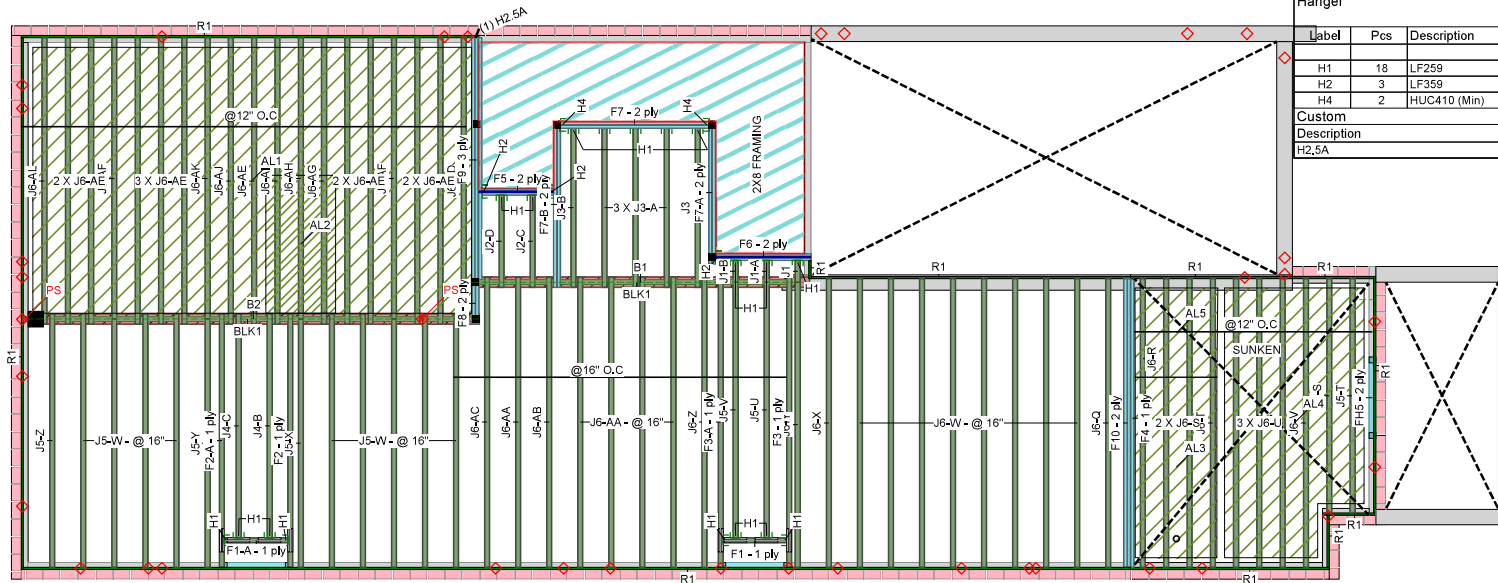 Hanger
Label Pcs Description
H1 18 LF259
H2 3 LF359
H4 2 HUC410 (Min)
Custom
Description
H2.5A
R1
(1) H2.5A
@12" O.C
J6-AL
2 X J6-AE
J6-AF
3 X J6-AE
J6-AK
J6-AJ
J6-AE
AL1
J6-AH
J6-AG
AL2
2 X J6-AE
J6-AF
2 X J6-AE
F9 - 3 ply
H2
F5 - 2 ply
H1
J2-D
J2-C
H4
F7 - 2 ply
H4
H1
H2
F7-B - 2 ply
J3-B
3 X J3-A
J3
F7-A - 2 ply
2X8 FRAMING
F6 - 2 ply
H2
J1-B
J1-A
J1
H1
H1
R1
R1
R1
R1
PS
PS
B2
BLK1
F8 - 2 ply
B1
BLK1
@16" O.C
R1
J5-Z
J5-W - @ 16"
J5-Y
F2-A - 1 ply
J4-C
J4-B
F2 - 1 ply
J5-X
J5-W - @ 16"
J6-AC
J6-AA
J6-AB
J6-AA - @ 16"
J6-Z
F3-A - 1 ply
J5-V
J5-U
F3 - 1 ply
J6-X
J6-W - @ 16"
J6-Q
F10 - 2 ply
F4 - 1 ply
J6-R
AL5
@12" O.C
SUNKEN
2 X J6-S
AL3
3 X J6-U
J6-V
AL4
J5-T
FH5 - 2 ply
R1
H1
H1
H1
F1-A - 1 ply
H1
H1
H1
F1 - 1 ply
R1
R1
R1
R1